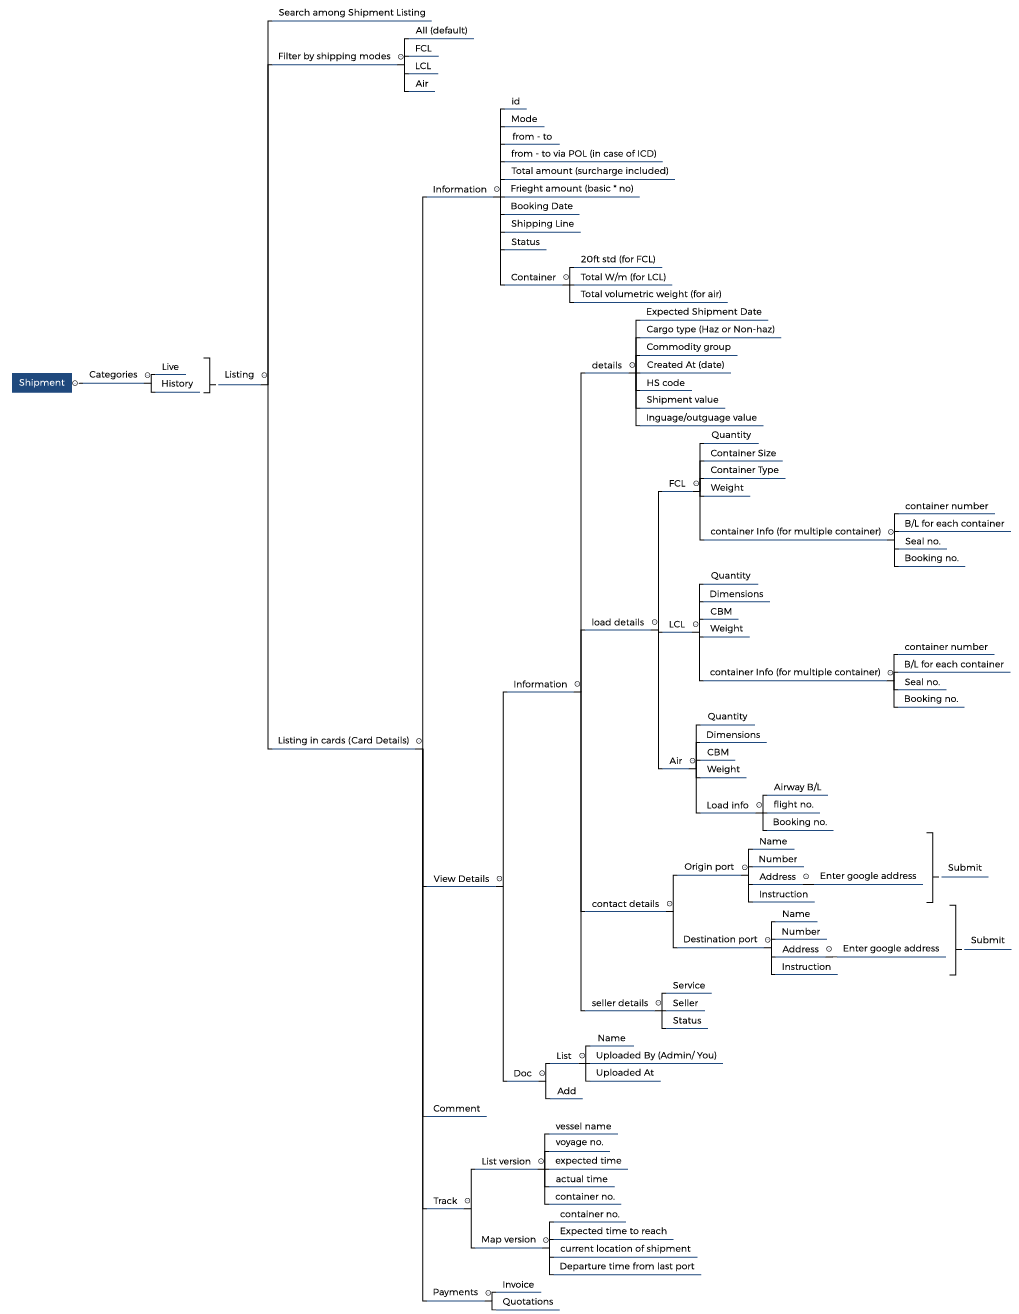 Search among Shipment Listing
All (default)
Filter by shipping modes
FCL
LCL
Air
id
Mode
from - to
from - to via POL (in case of ICD)
Total amount (surcharge included)
Information
Frieght amount (basic * no)
Booking Date
Shipping Line
Status
Container
20ft std (for FCL)
Total W/m (for LCL)
Total volumetric weight (for air)
Shipment
Categories
Live
History
Listing
details
Expected Shipment Date
Cargo type (Haz or Non-haz)
Commodity group
Created At (date)
HS code
Shipment value
Inguage/outguage value
FCL
Quantity
Container Size
Container Type
Weight
container Info (for multiple container)
container number
B/L for each container
Seal no.
Booking no.
load details
LCL
Quantity
Dimensions
CBM
Weight
container Info (for multiple container)
container number
B/L for each container
Seal no.
Booking no.
Information
Listing in cards (Card Details)
Air
Quantity
Dimensions
CBM
Weight
Load info
Airway B/L
flight no.
Booking no.
View Details
contact details
Origin port
Name
Number
Address
Enter google address
Instruction
Submit
Destination port
Name
Number
Address
Enter google address
Instruction
Submit
seller details
Service
Seller
Status
Doc
List
Name
Uploaded By (Admin/ You)
Uploaded At
Add
Comment
Track
List version
vessel name
voyage no.
expected time
actual time
container no.
Map version
container no.
Expected time to reach
current location of shipment
Departure time from last port
Payments
Invoice
Quotations